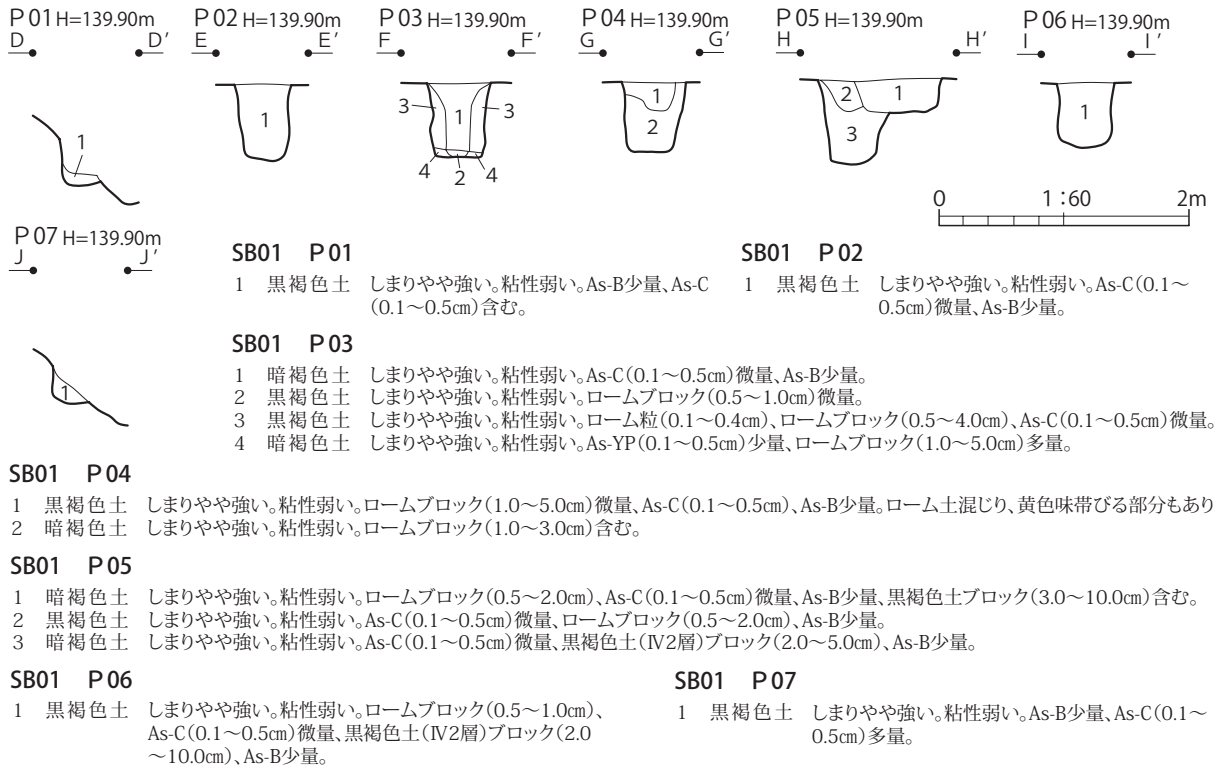 P 01 H=139.90m
D D′
1
P 02 H=139.90m
E E′
1
P 03 H=139.90m
F F′
3 1 3
4 2 4
P 04 H=139.90m
G G′
1
2
P 05 H=139.90m
H H′
2 1
3
P 06 H=139.90m
I I′
1
0 1:60 2m
P 07 H=139.90m
J J′
1
SB01 P 01
1 黒褐色土 しまりやや強い。粘性弱い。As-B少量、As-C
(0.1～0.5㎝)含む。
SB01 P 02
1 黒褐色土 しまりやや強い。粘性弱い。As-C(0.1～
0.5㎝)微量、As-B少量。
SB01 P 03
1 暗褐色土 しまりやや強い。粘性弱い。As-C(0.1～0.5㎝)微量、As-B少量。
2 黒褐色土 しまりやや強い。粘性弱い。ロームブロック(0.5～1.0㎝)微量。
3 黒褐色土 しまりやや強い。粘性弱い。ローム粒(0.1～0.4㎝)、ロームブロック(0.5～4.0㎝)、As-C(0.1～0.5㎝)微量。
4 暗褐色土 しまりやや強い。粘性弱い。As-YP(0.1～0.5㎝)少量、ロームブロック(1.0～5.0㎝)多量。
SB01 P 04
1 黒褐色土 しまりやや強い。粘性弱い。ロームブロック(1.0～5.0㎝)微量、As-C(0.1～0.5㎝)、As-B少量。ローム土混じり、黄色味帯びる部分もあり
2 暗褐色土 しまりやや強い。粘性弱い。ロームブロック(1.0～3.0㎝)含む。
SB01 P 05
1 暗褐色土 しまりやや強い。粘性弱い。ロームブロック(0.5～2.0㎝)、As-C(0.1～0.5㎝)微量、As-B少量、黒褐色土ブロック(3.0～10.0㎝)含む。
2 黒褐色土 しまりやや強い。粘性弱い。As-C(0.1～0.5㎝)微量、ロームブロック(0.5～2.0㎝)、As-B少量。
3 暗褐色土 しまりやや強い。粘性弱い。As-C(0.1～0.5㎝)微量、黒褐色土(Ⅳ2層)ブロック(2.0～5.0㎝)、As-B少量。
SB01 P 06
1 黒褐色土 しまりやや強い。粘性弱い。ロームブロック(0.5～1.0㎝)、
As-C(0.1～0.5㎝)微量、黒褐色土(Ⅳ2層)ブロック(2.0
～10.0㎝)、As-B少量。
SB01 P 07
1 黒褐色土 しまりやや強い。粘性弱い。As-B少量、As-C(0.1～
0.5㎝)多量。